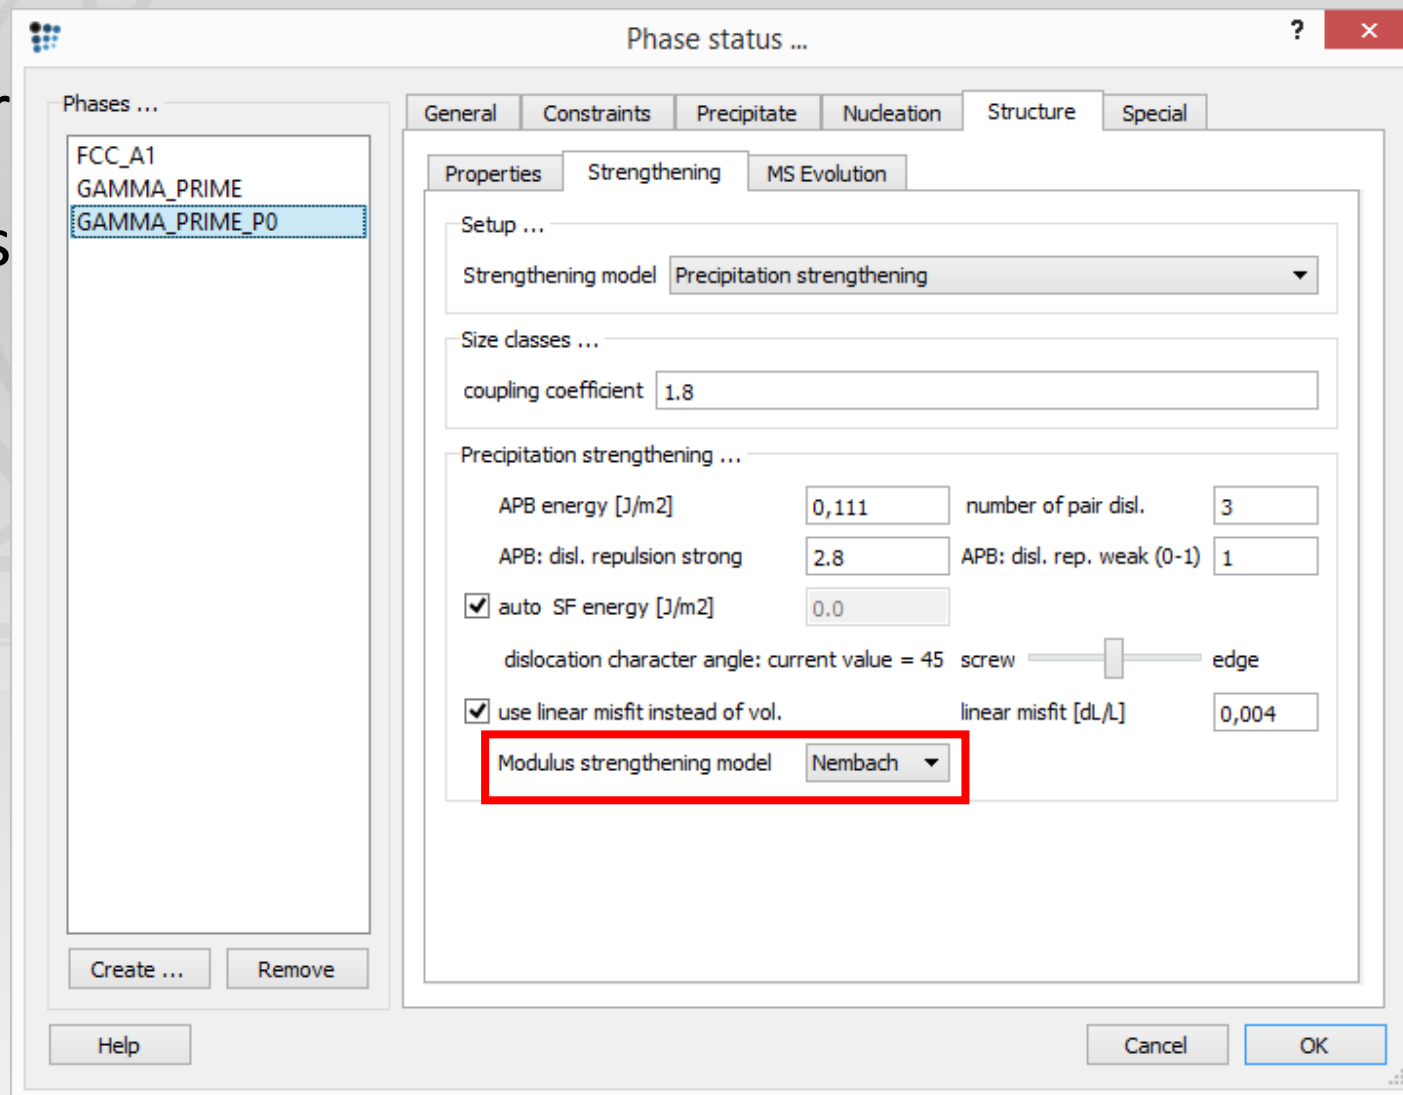 Phase status ...
?
r
s
Phases ...
FCC_A1
GAMMA_PRIME
GAMMA_PRIME_P0
Create ...
Remove
General
Constraints
Precipitate
Nucleation
Structure
Special
Properties
Strengthening
MS Evolution
Setup ...
Strengthening model Precipitation strengthening
Size classes ...
coupling coefficient 1.8
Precipitation strengthening ...
APB energy [J/m2] 0,111 number of pair disl. 3
APB: disl. repulsion strong 2.8 APB: disl. rep. weak (0-1) 1
auto SF energy [J/m2] 0.0
dislocation character angle: current value = 45 screw edge
use linear misfit instead of vol. linear misfit [dL/L] 0,004
Modulus strengthening model Nembach
Help
Cancel
OK